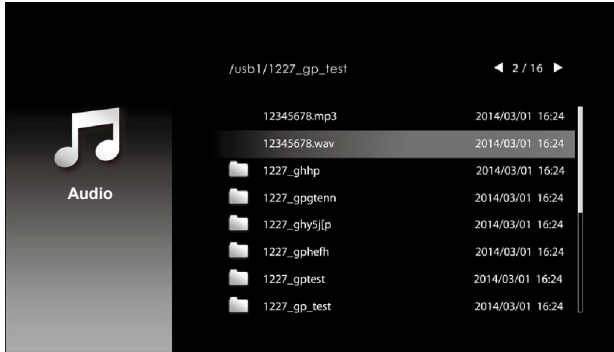 /usb1/1227_gp_test ◀ 2/16 ▶
12345678.mp3 2014/03/01 16:24
12345678.wav 2014/03/01 16:24
1227_ghhp 2014/03/01 16:24
Audio
1227_gpgtenn 2014/03/01 16:24
1227_ghy5j[p 2014/03/01 16:24
1227_gphefh 2014/03/01 16:24
1227_gptest 2014/03/01 16:24
1227_gp_test 2014/03/01 16:24